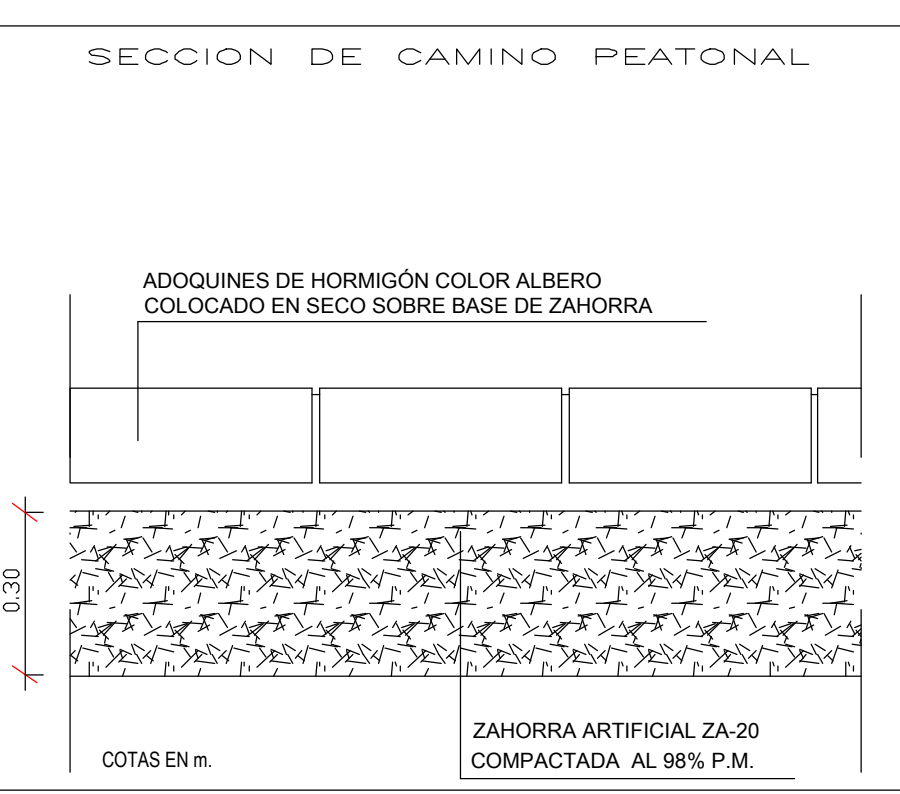 SECCION DE CAMINO PEATONAL
ADOQUINES DE HORMIGÓN COLOR ALBERO
COLOCADO EN SECO SOBRE BASE DE ZAHORRA
0.30
ZAHORRA ARTIFICIAL ZA-20
COMPACTADA AL 98% P.M.
COTAS EN m.